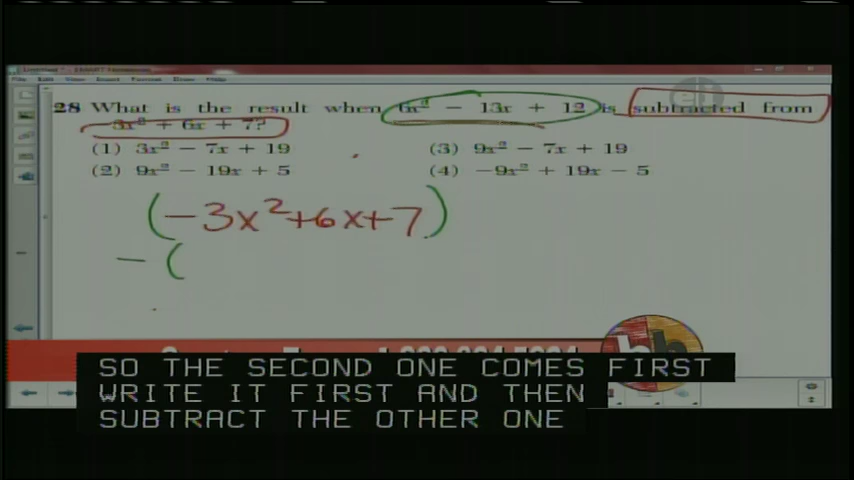 28 What is the result when 6x² − 13x + 12 is subtracted from
−3x² + 6x + 7?
(1) 3x² − 7x + 19
(3) 9x² − 7x + 19
(2) 9x² − 19x + 5
(4) −9x² + 19x − 5
(−3x²+6x+7)
− (
SO THE SECOND ONE COMES FIRST
WRITE IT FIRST AND THEN
SUBTRACT THE OTHER ONE